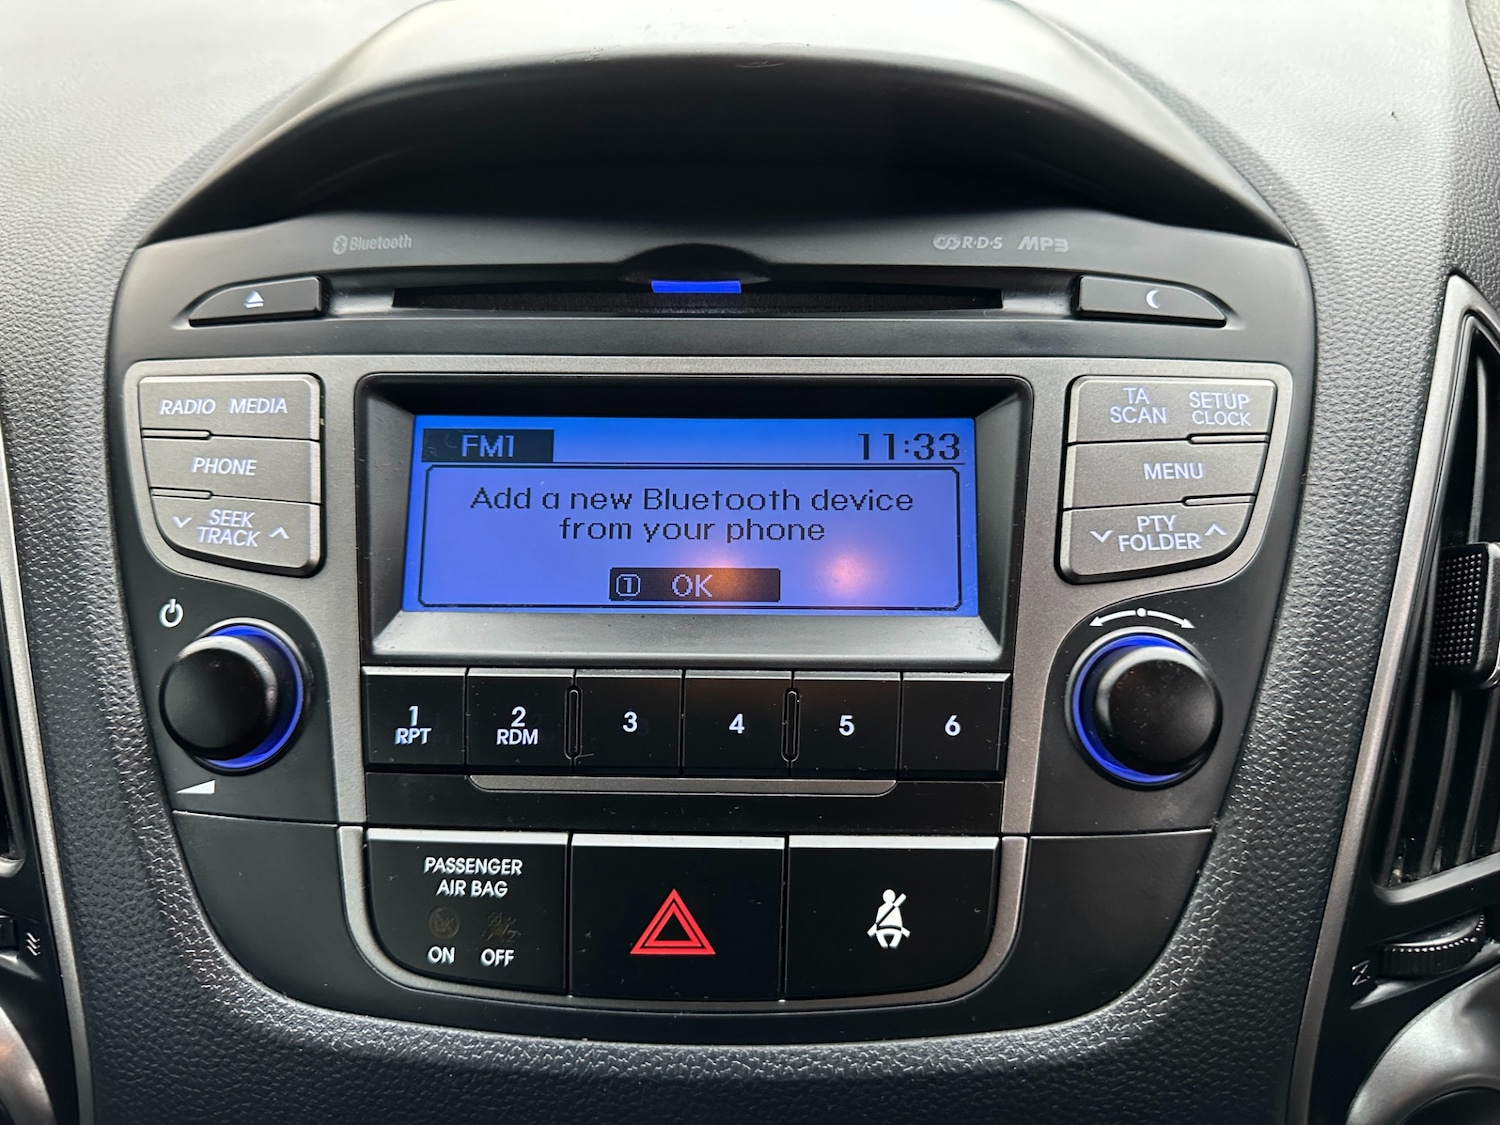 Bluetooth
R·D·S MP3
RADIO MEDIA
PHONE
SEEK
TRACK
FM1 11:33
Add a new Bluetooth device
from your phone
1 OK
TA
SCAN
SETUP
CLOCK
MENU
PTY
FOLDER
1
RPT
2
RDM
3
4
5
6
PASSENGER
AIR BAG
ON OFF